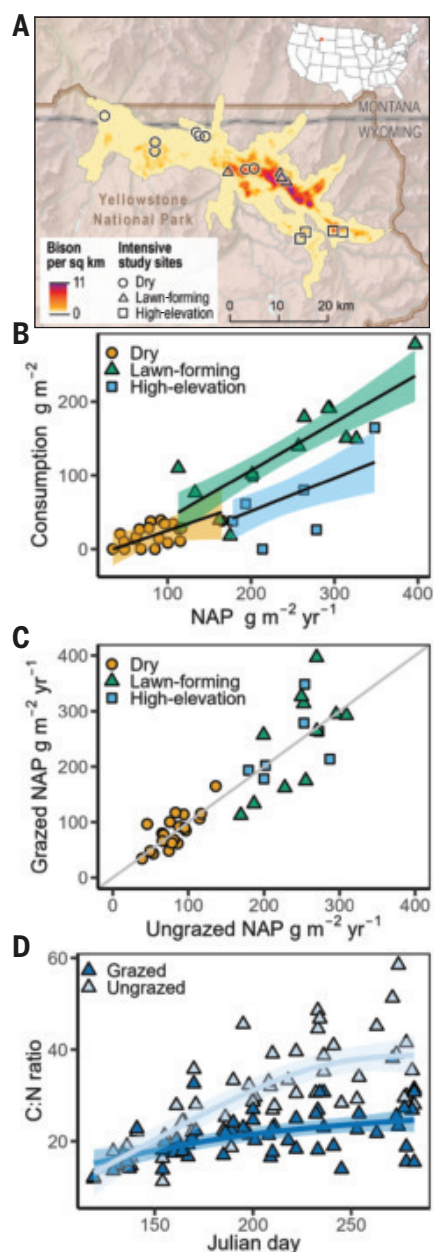 A
MONTANA
WYOMING
Yellowstone
National Park
Bison
per sq km
11
0
Intensive
study sites
Dry
Lawn-forming
High-elevation
0 10 20 km
B
Dry
Lawn-forming
High-elevation
Consumption g m⁻²
200
100
0
100 200 300 400
NAP g m⁻² yr⁻¹
C
Dry
Lawn-forming
High-elevation
Grazed NAP g m⁻² yr⁻¹
400
300
200
100
0
0 100 200 300 400
Ungrazed NAP g m⁻² yr⁻¹
D
Grazed
Ungrazed
C:N ratio
60
40
20
150 200 250
Julian day